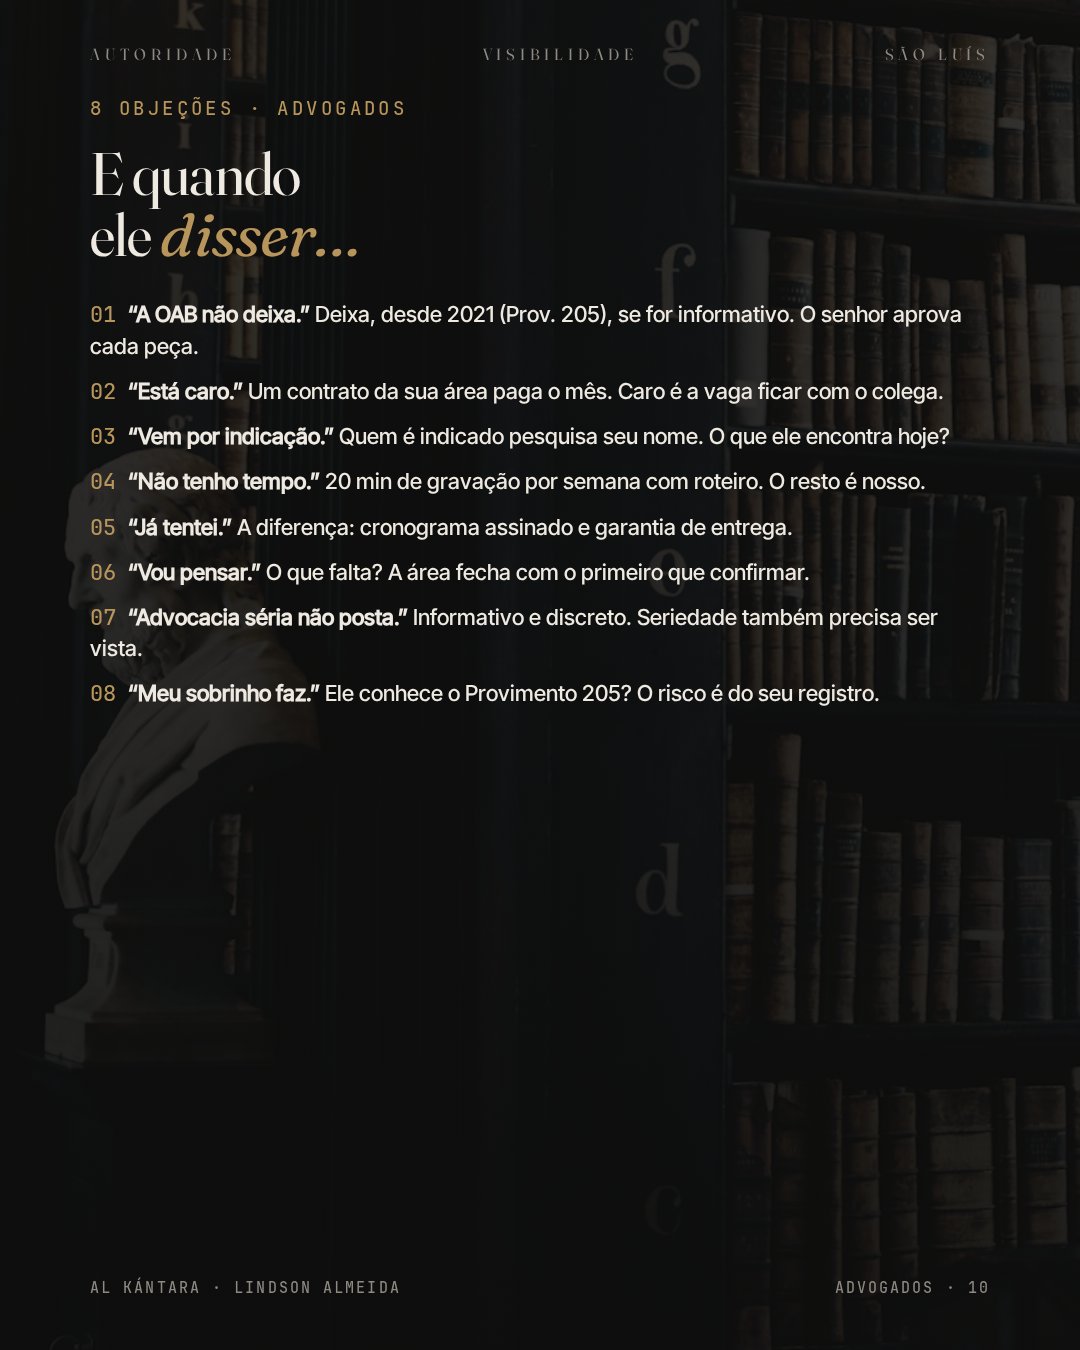 AUTORIDADE VISIBILIDADE SÃO LUÍS
8 OBJEÇÕES · ADVOGADOS
E quando
ele disser...
01 “A OAB não deixa.” Deixa, desde 2021 (Prov. 205), se for informativo. O senhor aprova
cada peça.
02 “Está caro.” Um contrato da sua área paga o mês. Caro é a vaga ficar com o colega.
03 “Vem por indicação.” Quem é indicado pesquisa seu nome. O que ele encontra hoje?
04 “Não tenho tempo.” 20 min de gravação por semana com roteiro. O resto é nosso.
05 “Já tentei.” A diferença: cronograma assinado e garantia de entrega.
06 “Vou pensar.” O que falta? A área fecha com o primeiro que confirmar.
07 “Advocacia séria não posta.” Informativo e discreto. Seriedade também precisa ser
vista.
08 “Meu sobrinho faz.” Ele conhece o Provimento 205? O risco é do seu registro.
k
i
h
g
g
f
e
d
c
AL KÁNTARA · LINDSON ALMEIDA ADVOGADOS · 10